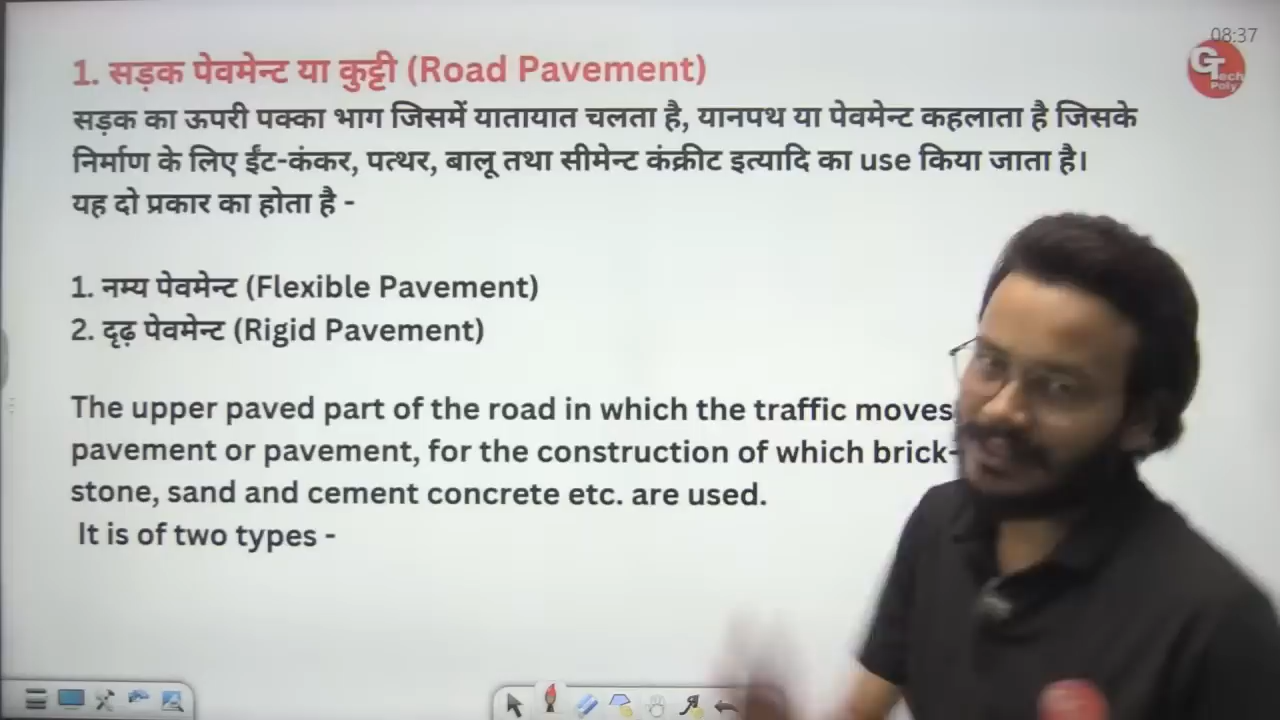 08:37
GTech
Poly
1. सड़क पेवमेन्ट या कुट्टी (Road Pavement)
सड़क का ऊपरी पक्का भाग जिसमें यातायात चलता है, यानपथ या पेवमेन्ट कहलाता है जिसके
निर्माण के लिए ईंट-कंकर, पत्थर, बालू तथा सीमेन्ट कंक्रीट इत्यादि का use किया जाता है।
यह दो प्रकार का होता है -
1. नम्य पेवमेन्ट (Flexible Pavement)
2. दृढ़ पेवमेन्ट (Rigid Pavement)
The upper paved part of the road in which the traffic moves
pavement or pavement, for the construction of which brick-
stone, sand and cement concrete etc. are used.
It is of two types -